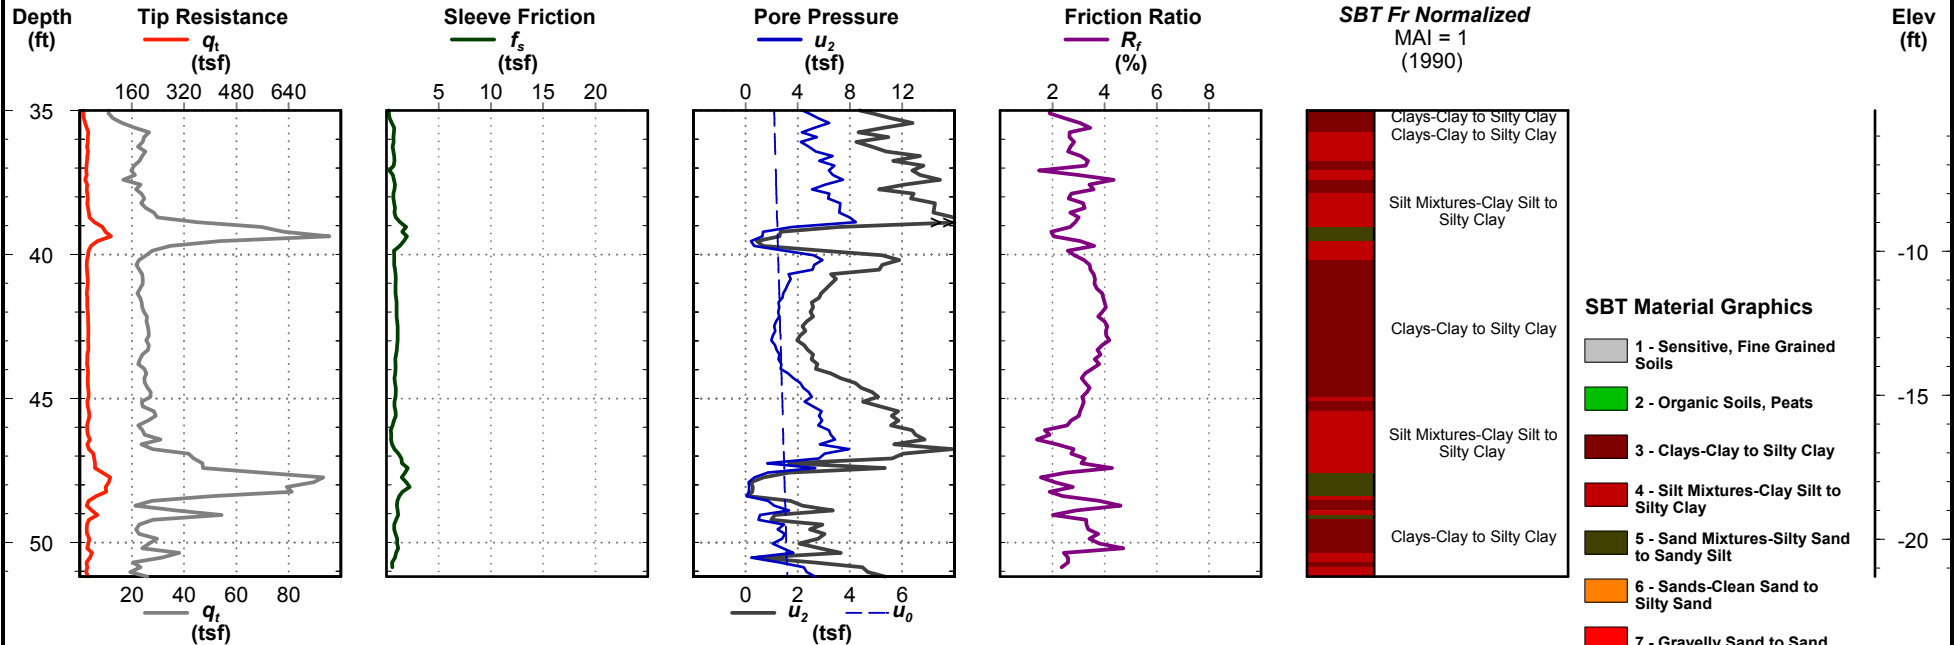 Depth
(ft)
Tip Resistance
qt
(tsf)
160 320 480 640
Sleeve Friction
fs
(tsf)
5 10 15 20
Pore Pressure
u2
(tsf)
0 4 8 12
Friction Ratio
Rf
(%)
2 4 6 8
SBT Fr Normalized
MAI = 1
(1990)
Elev
(ft)
35
40
45
50
>>
Clays-Clay to Silty Clay
Clays-Clay to Silty Clay
Silt Mixtures-Clay Silt to
Silty Clay
Clays-Clay to Silty Clay
Silt Mixtures-Clay Silt to
Silty Clay
Clays-Clay to Silty Clay
-10
-15
-20
SBT Material Graphics
1 - Sensitive, Fine Grained
Soils
2 - Organic Soils, Peats
3 - Clays-Clay to Silty Clay
4 - Silt Mixtures-Clay Silt to
Silty Clay
5 - Sand Mixtures-Silty Sand
to Sandy Silt
6 - Sands-Clean Sand to
Silty Sand
7 - Gravelly Sand to Sand
20 40 60 80
qt
(tsf)
0 2 4 6
u2 u0
(tsf)